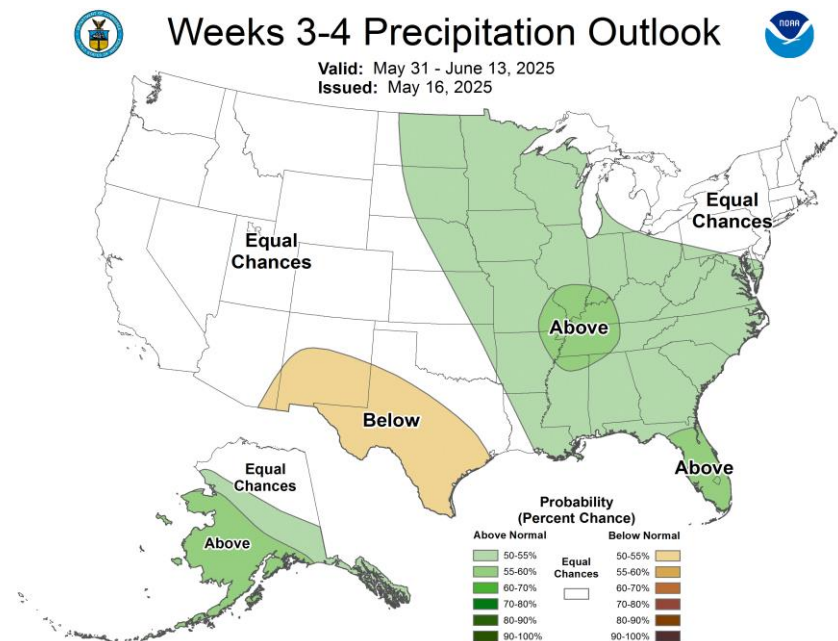 Weeks 3-4 Precipitation Outlook
NOAA
Valid: May 31 - June 13, 2025
Issued: May 16, 2025
Equal
Chances
Equal
Chances
Above
Below
Above
Equal
Chances
Above
Probability
(Percent Chance)
Above Normal
Below Normal
50-55%
55-60%
60-70%
70-80%
80-90%
90-100%
Equal
Chances
50-55%
55-60%
60-70%
70-80%
80-90%
90-100%